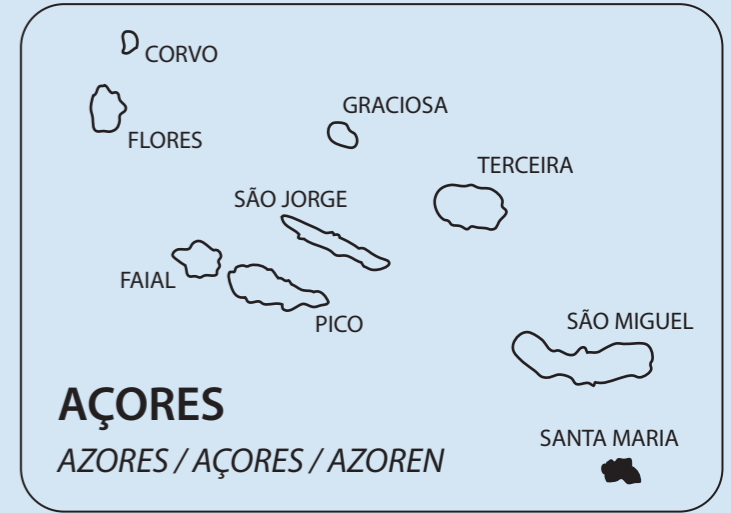 CORVO
FLORES
GRACIOSA
TERCEIRA
SÃO JORGE
FAIAL
PICO
SÃO MIGUEL
AÇORES
SANTA MARIA
AZORES / AÇORES / AZOREN